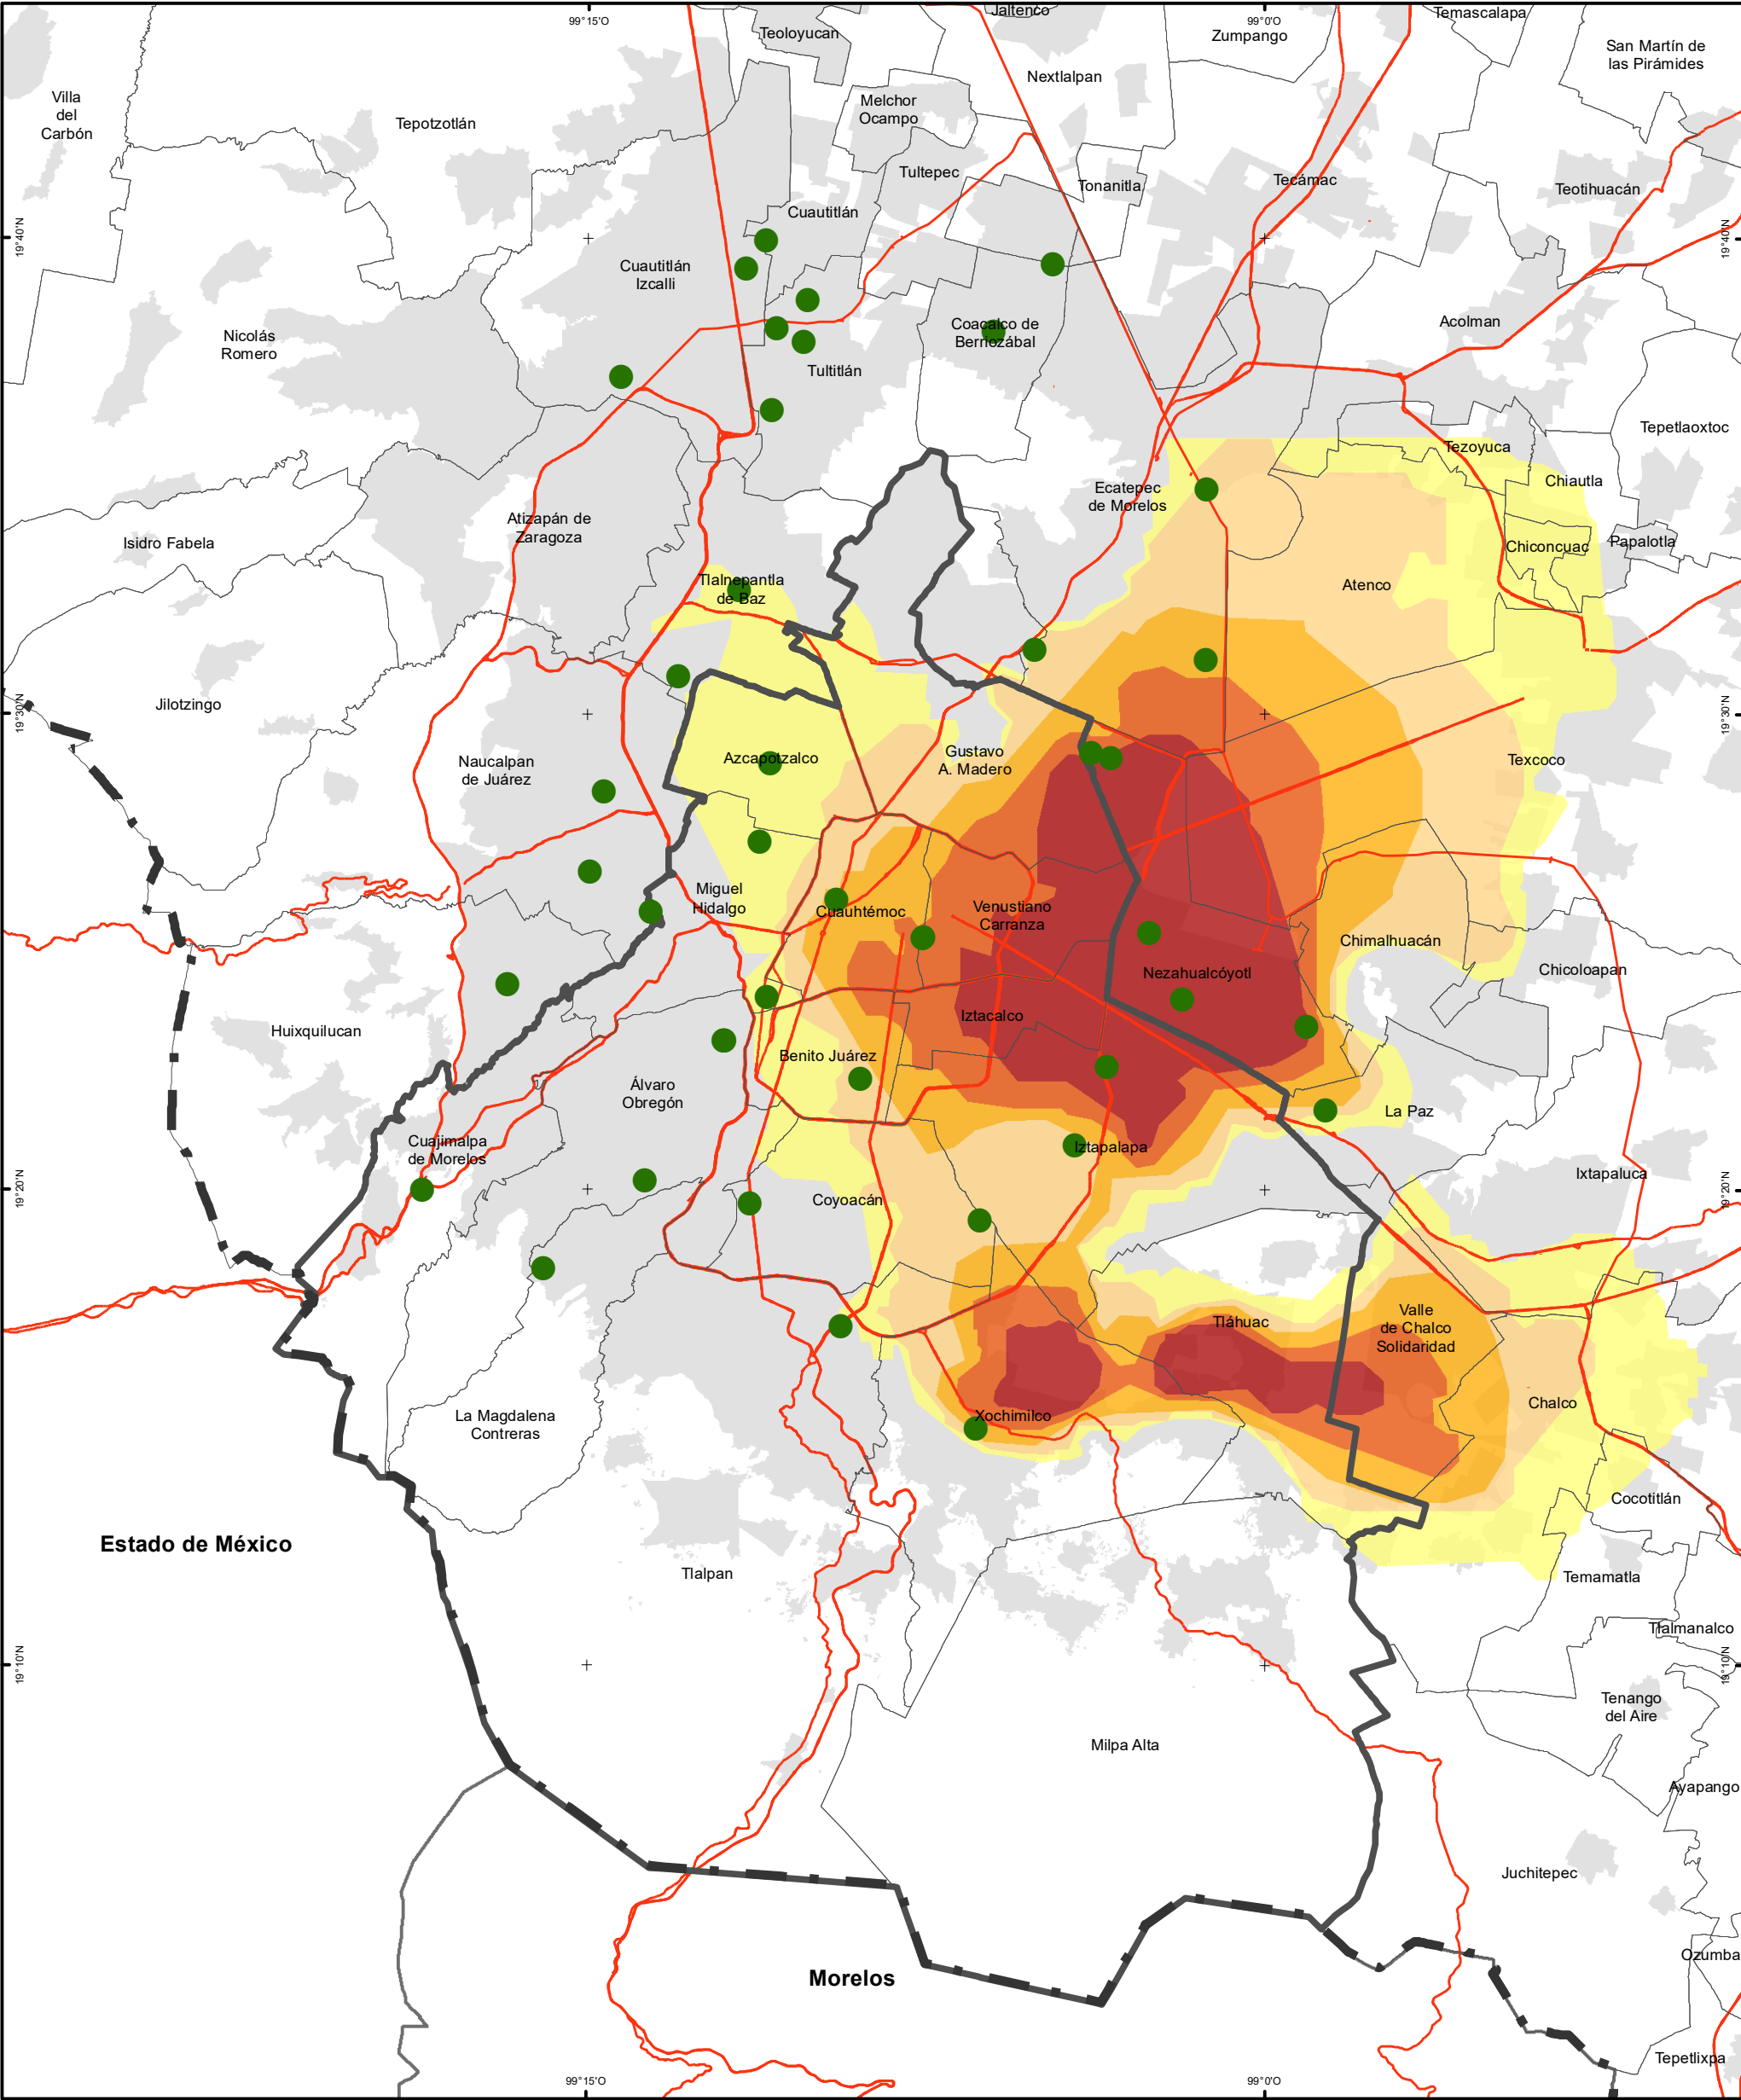 99°15'O
99°0'O
Jaltenco
Temascalapa
Teoloyucan
Zumpango
San Martín de
las Pirámides
Nextlalpan
Villa
del
Carbón
Melchor
Ocampo
Tepotzotlán
Tultepec
Tonanitla
Tecámac
Teotihuacán
Cuautitlán
19°40'N
19°40'N
Cuautitlán
Izcalli
Nicolás
Romero
Coacalco de
Berriozábal
Acolman
Tultitlán
Tepetlaoxtoc
Tezoyuca
Chiautla
Ecatepec
de Morelos
Atizapán de
Zaragoza
Isidro Fabela
Chiconcuac
Papalotla
Tlalnepantla
de Baz
Atenco
Jilotzingo
19°30'N
19°30'N
Naucalpan
de Juárez
Azcapotzalco
Gustavo
A. Madero
Texcoco
Miguel
Hidalgo
Cuauhtémoc
Venustiano
Carranza
Chimalhuacán
Chicoloapan
Nezahualcóyotl
Huixquilucan
Iztacalco
Benito Juárez
Álvaro
Obregón
La Paz
Cuajimalpa
de Morelos
Iztapalapa
Ixtapaluca
19°20'N
19°20'N
Coyoacán
Tláhuac
Valle
de Chalco
Solidaridad
La Magdalena
Contreras
Xochimilco
Chalco
Cocotitlán
Estado de México
Tlalpan
Temamatla
Tlalmanalco
19°10'N
19°10'N
Tenango
del Aire
Milpa Alta
Ayapango
Juchitepec
Ozumba
Morelos
Tepetlixpa
99°15'O
99°0'O